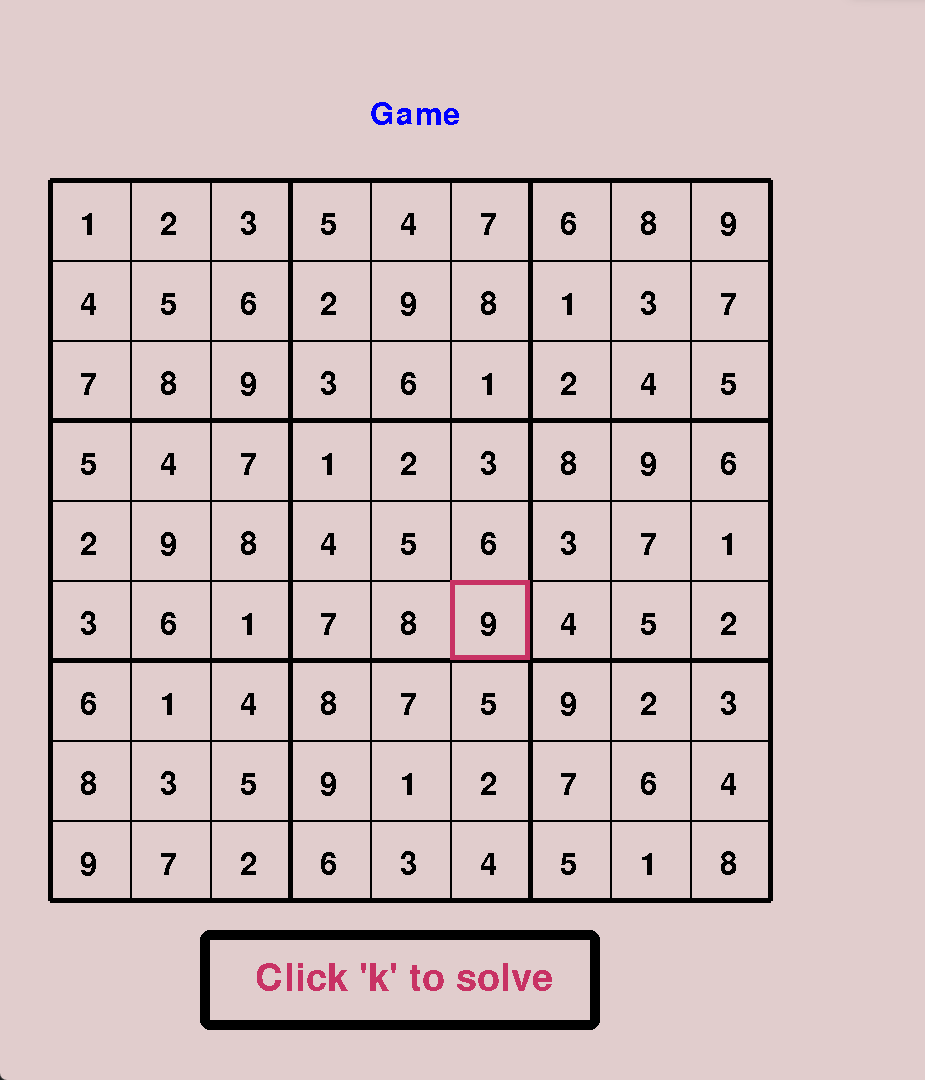 Game
1 2 3 5 4 7 6 8 9
4 5 6 2 9 8 1 3 7
7 8 9 3 6 1 2 4 5
5 4 7 1 2 3 8 9 6
2 9 8 4 5 6 3 7 1
3 6 1 7 8 9 4 5 2
6 1 4 8 7 5 9 2 3
8 3 5 9 1 2 7 6 4
9 7 2 6 3 4 5 1 8
Click 'k' to solve